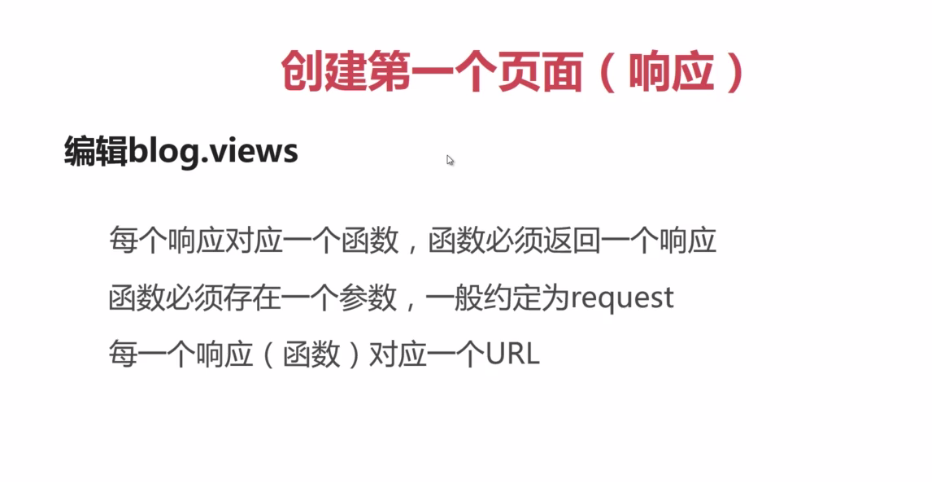 创建第一个页面（响应）
编辑blog.views
每个响应对应一个函数，函数必须返回一个响应
函数必须存在一个参数，一般约定为request
每一个响应（函数）对应一个URL